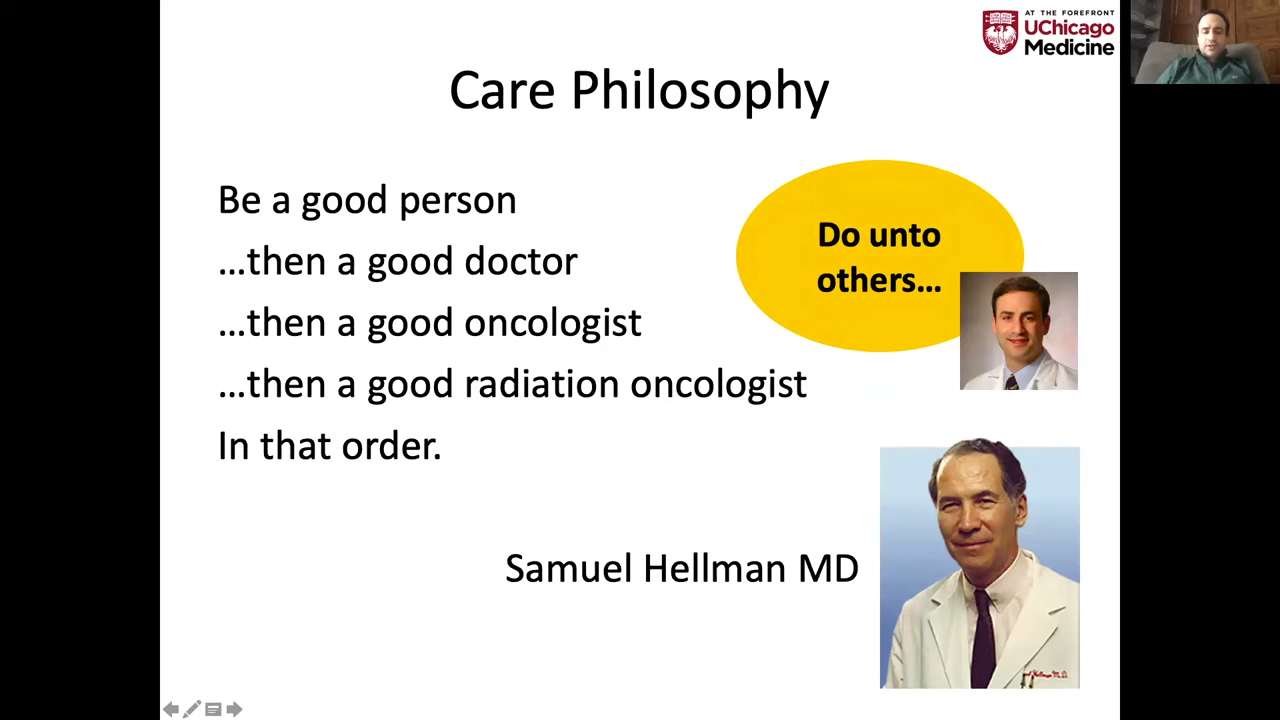 AT THE FOREFRONT
UChicago
Medicine
Care Philosophy
Be a good person
...then a good doctor
...then a good oncologist
...then a good radiation oncologist
In that order.
Do unto
others...
Samuel Hellman MD
Hellman M.D.